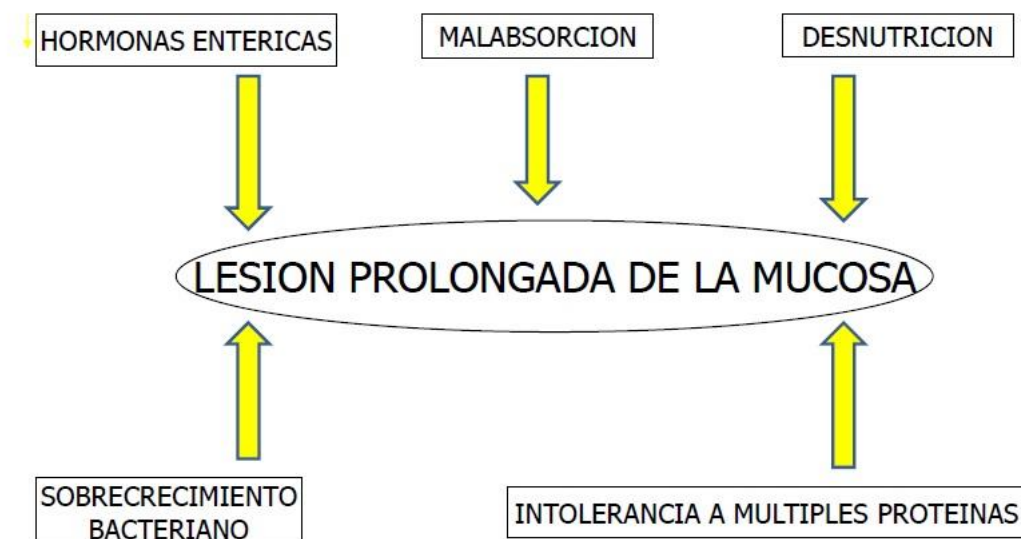 HORMONAS ENTERICAS
MALABSORCION
DESNUTRICION
LESION PROLONGADA DE LA MUCOSA
SOBRECRECIMIENTO
BACTERIANO
INTOLERANCIA A MULTIPLES PROTEINAS